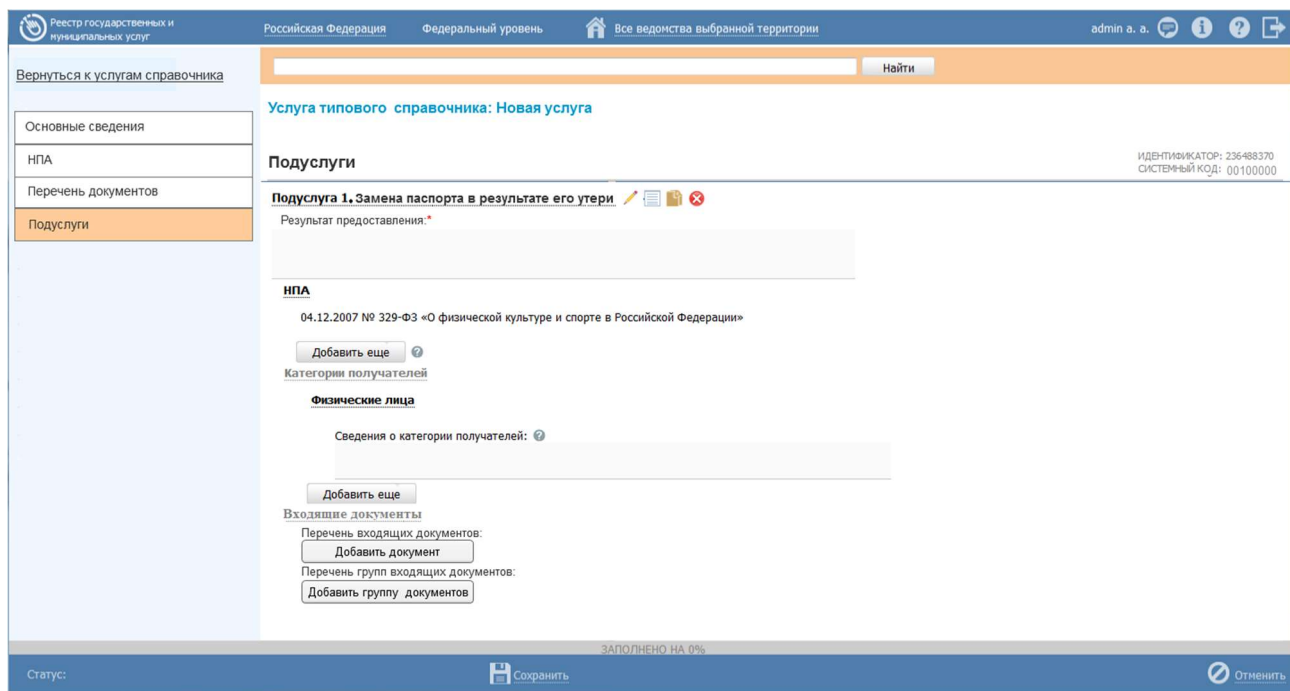 Реестр государственных и
муниципальных услуг
Российская Федерация
Федеральный уровень
Все ведомства выбранной территории
admin a. a.
Вернуться к услугам справочника
Найти
Основные сведения
НПА
Перечень документов
Подуслуги
Услуга типового справочника: Новая услуга
Подуслуги
ИДЕНТИФИКАТОР: 236488370
СИСТЕМНЫЙ КОД: 00100000
Подуслуга 1. Замена паспорта в результате его утери
Результат предоставления:*
НПА
04.12.2007 № 329-ФЗ «О физической культуре и спорте в Российской Федерации»
Добавить еще
Категории получателей
Физические лица
Сведения о категории получателей:
Добавить еще
Входящие документы
Перечень входящих документов:
Добавить документ
Перечень групп входящих документов:
Добавить группу документов
ЗАПОЛНЕНО НА 0%
Статус:
Сохранить
Отменить